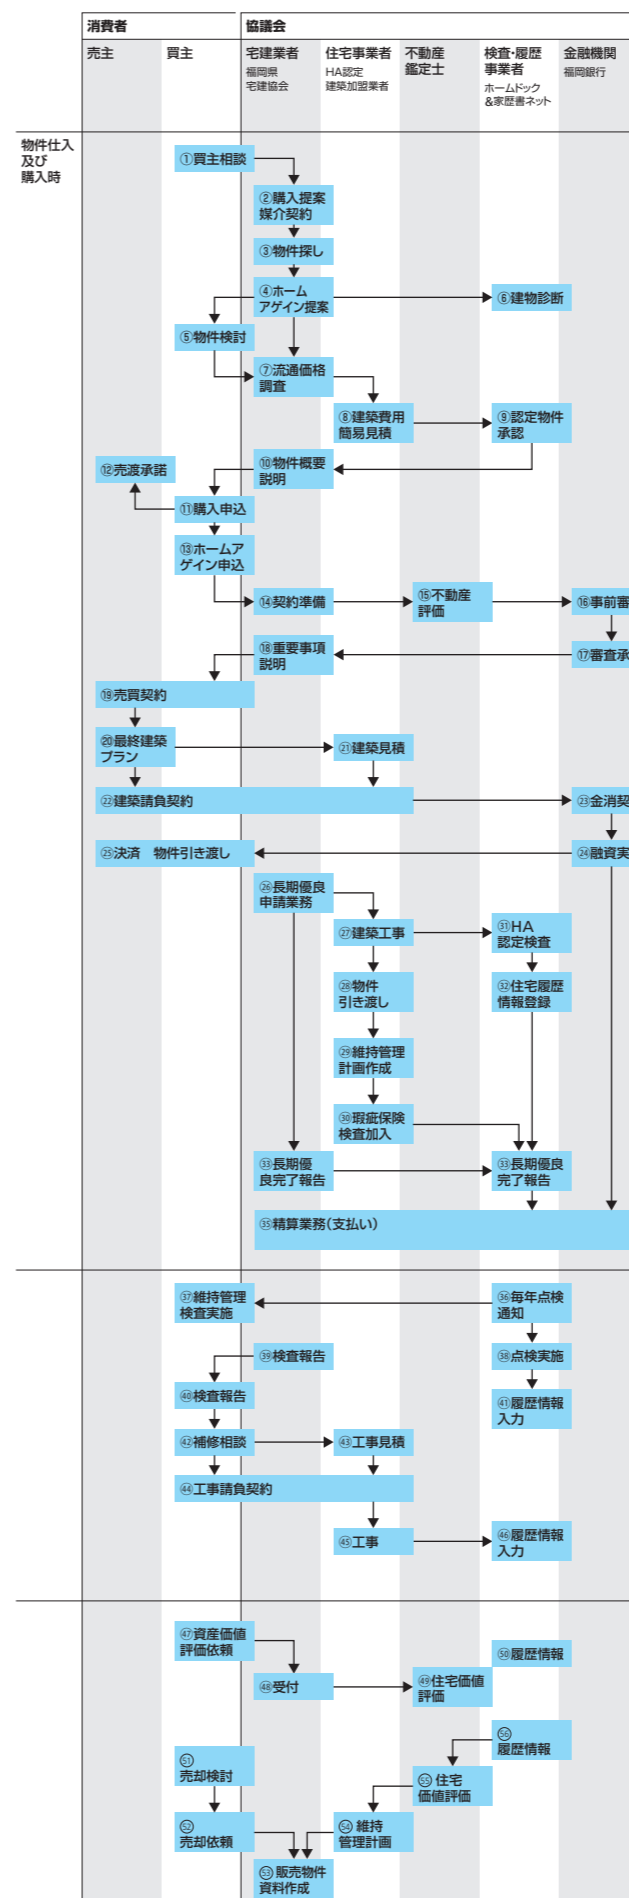 消費者
協議会
売主
買主
宅建業者
福岡県
宅建協会
住宅事業者
HA認定
建築加盟業者
不動産
鑑定士
検査・履歴
事業者
ホームドック
&家歴書ネット
金融機関
福岡銀行
物件仕入
及び
購入時
①買主相談
②購入提案
媒介契約
③物件探し
④ホーム
アゲイン提案
⑥建物診断
⑤物件検討
⑦流通価格
調査
⑧建築費用
簡易見積
⑨認定物件
承認
⑩物件概要
説明
⑫売渡承諾
⑪購入申込
⑬ホームア
ゲイン申込
⑭契約準備
⑮不動産
評価
⑯事前審
⑰審査承
⑱重要事項
説明
⑲売買契約
⑳最終建築
プラン
㉑建築見積
㉒建築請負契約
㉓金消契
㉔融資実
㉕決済　物件引き渡し
㉖長期優良
申請業務
㉗建築工事
㉛HA
認定検査
㉘物件
引き渡し
㉜住宅履歴
情報登録
㉙維持管理
計画作成
㉚瑕疵保険
検査加入
㉝長期優
良完了報告
㉝長期優良
完了報告
㉟精算業務(支払い)
㊲維持管理
検査実施
㊱毎年点検
通知
㊴検査報告
㊳点検実施
㊵検査報告
㊶履歴情報
入力
㊷補修相談
㊸工事見積
㊹工事請負契約
㊺工事
㊻履歴情報
入力
㊼資産価値
評価依頼
㊽受付
㊾住宅価値
評価
㊿履歴情報
56
履歴情報
51
売却検討
55 住宅
価値評価
52
売却依頼
54 維持
管理計画
53 販売物件
資料作成